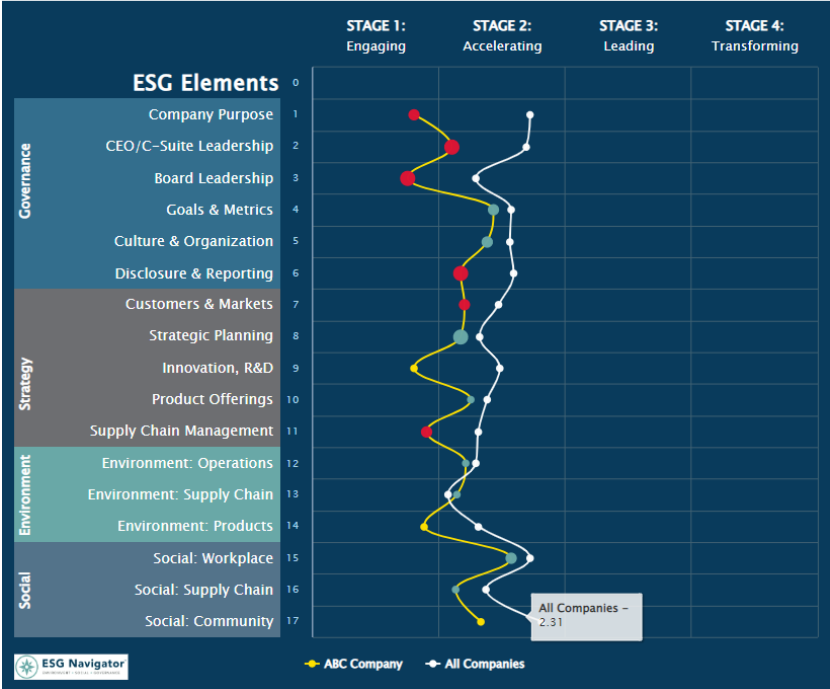 STAGE 1:
Engaging
STAGE 2:
Accelerating
STAGE 3:
Leading
STAGE 4:
Transforming
ESG Elements 0
Governance
Company Purpose 1
CEO/C-Suite Leadership 2
Board Leadership 3
Goals & Metrics 4
Culture & Organization 5
Disclosure & Reporting 6
Strategy
Customers & Markets 7
Strategic Planning 8
Innovation, R&D 9
Product Offerings 10
Supply Chain Management 11
Environment
Environment: Operations 12
Environment: Supply Chain 13
Environment: Products 14
Social
Social: Workplace 15
Social: Supply Chain 16
Social: Community 17
All Companies –
2.31
ESG Navigator
ENVIRONMENT • SOCIAL • GOVERNANCE
ABC Company
All Companies